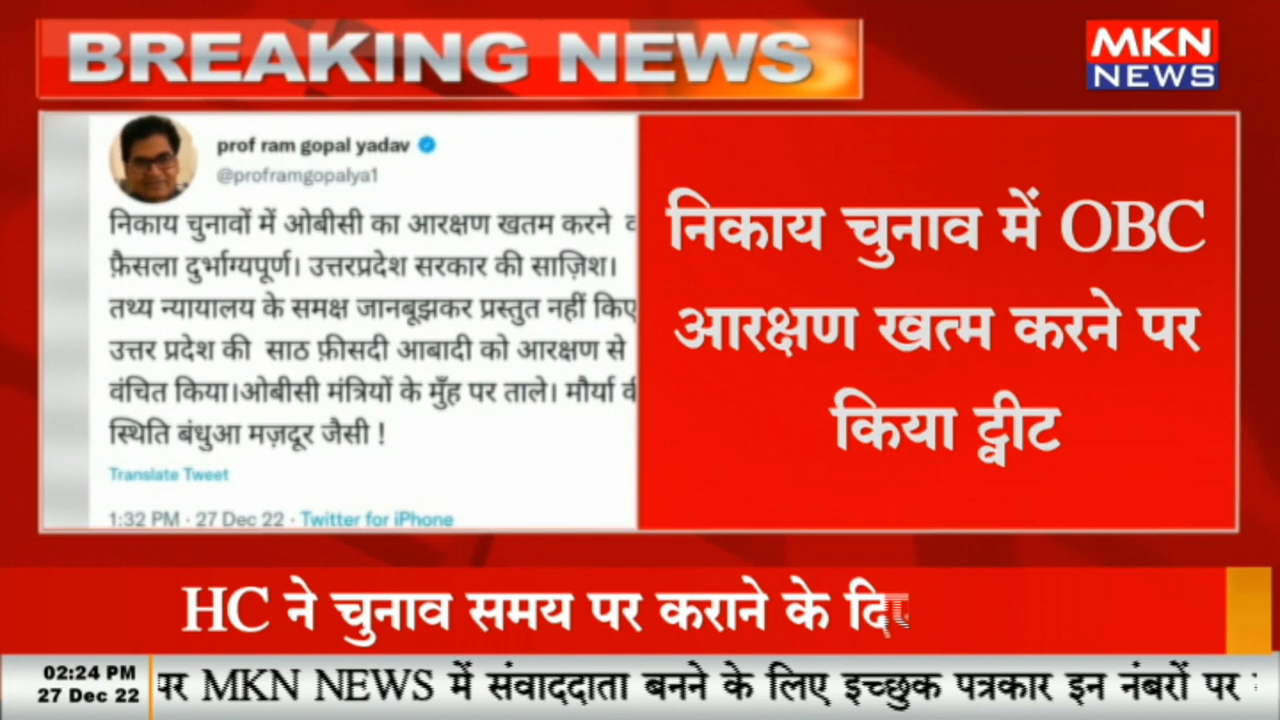 BREAKING NEWS
MKN
NEWS
prof ram gopal yadav
@proframgopalya1
निकाय चुनावों में ओबीसी का आरक्षण खतम करने
फ़ैसला दुर्भाग्यपूर्ण। उत्तरप्रदेश सरकार की साज़िश।
तथ्य न्यायालय के समक्ष जानबूझकर प्रस्तुत नहीं किए
उत्तर प्रदेश की साठ फ़ीसदी आबादी को आरक्षण से
वंचित किया।ओबीसी मंत्रियों के मुँह पर ताले। मौर्या
स्थिति बंधुआ मज़दूर जैसी !
Translate Tweet
1:32 PM · 27 Dec 22 · Twitter for iPhone
निकाय चुनाव में OBC
आरक्षण खत्म करने पर
किया ट्वीट
HC ने चुनाव समय पर कराने के
02:24 PM
27 Dec 22
पर MKN NEWS में संवाददाता बनने के लिए इच्छुक पत्रकार इन नंबरों पर